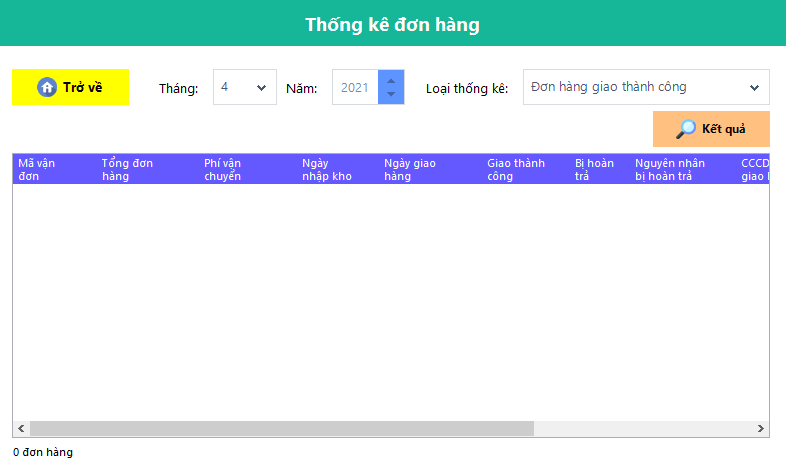 Thống kê đơn hàng
Trở về
Tháng:
4
Năm:
2021
Loại thống kê:
Đơn hàng giao thành công
Kết quả
Mã vận
đơn
Tổng đơn
hàng
Phí vận
chuyển
Ngày
nhập kho
Ngày giao
hàng
Giao thành
công
Bị hoàn
trả
Nguyên nhân
bị hoàn trả
CCCD
giao
0 đơn hàng